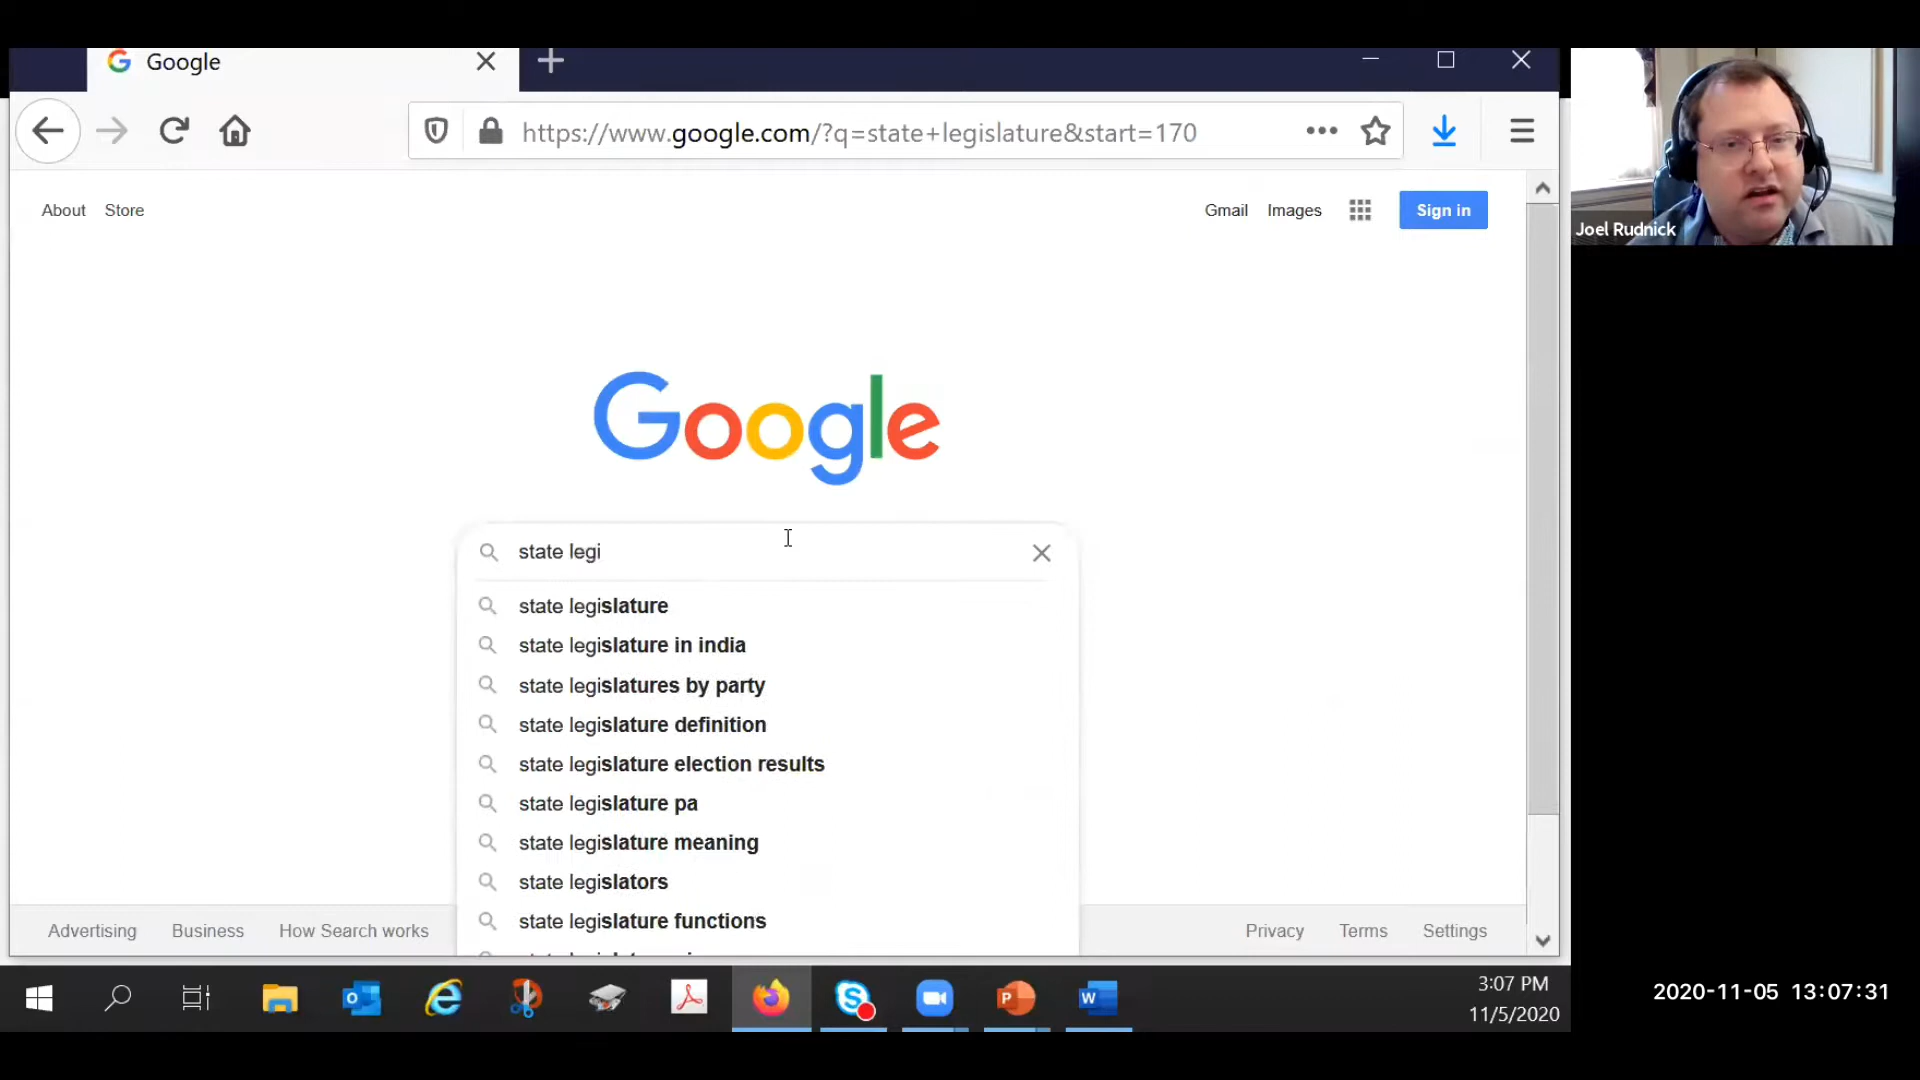 Google
https://www.google.com/?q=state+legislature&start=170
About Store
Gmail Images Sign in
Joel Rudnick
Google
state legi
state legislature
state legislature in india
state legislatures by party
state legislature definition
state legislature election results
state legislature pa
state legislature meaning
state legislators
state legislature functions
Advertising Business How Search works
Privacy Terms Settings
3:07 PM
11/5/2020
2020-11-05 13:07:31